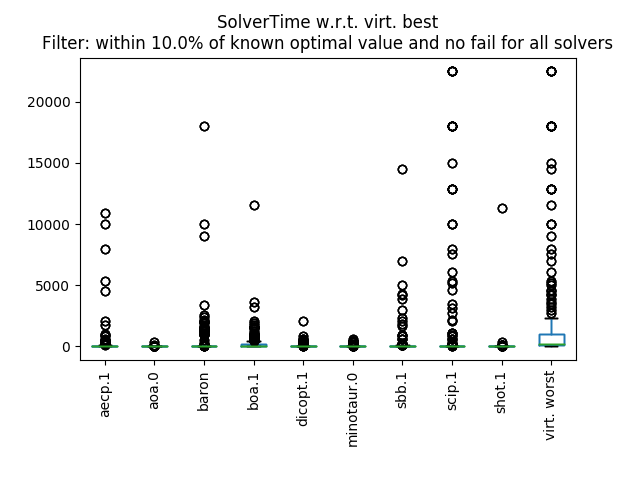 SolverTime w.r.t. virt. best
Filter: within 10.0% of known optimal value and no fail for all solvers
20000
15000
10000
5000
0
aecp.1
aoa.0
baron
boa.1
dicopt.1
minotaur.0
sbb.1
scip.1
shot.1
virt. worst